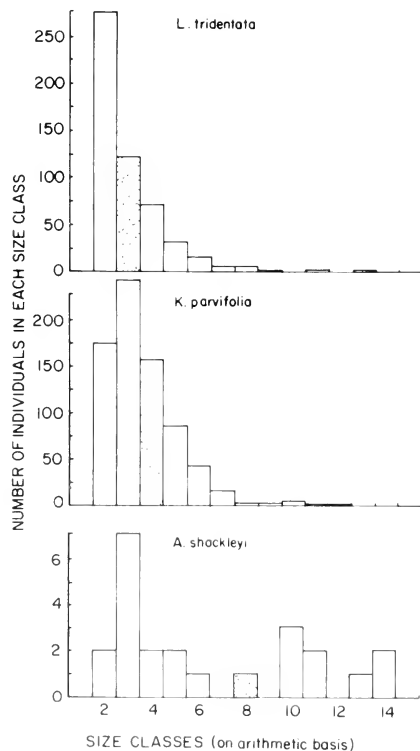 L. tridentata
250
200
150
100
50
0
K. parvifolia
200
150
100
50
0
A. shockleyi
6
4
2
0
2 4 6 8 10 12 14
SIZE CLASSES (on arithmetic basis)
NUMBER OF INDIVIDUALS IN EACH SIZE CLASS